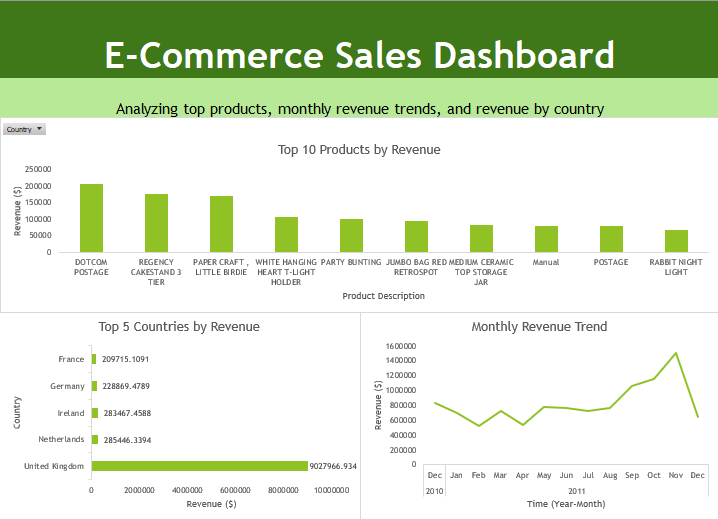 E-Commerce Sales Dashboard
Analyzing top products, monthly revenue trends, and revenue by country
Country
Top 10 Products by Revenue
Revenue ($)
250000
200000
150000
100000
50000
0
DOTCOM POSTAGE
REGENCY CAKESTAND 3 TIER
PAPER CRAFT , LITTLE BIRDIE
WHITE HANGING HEART T-LIGHT HOLDER
PARTY BUNTING
JUMBO BAG RED RETROSPOT
MEDIUM CERAMIC TOP STORAGE JAR
Manual
POSTAGE
RABBIT NIGHT LIGHT
Product Description
Top 5 Countries by Revenue
Country
France 209715.1091
Germany 228869.4789
Ireland 283467.4588
Netherlands 285446.3394
United Kingdom 9027966.934
0 2000000 4000000 6000000 8000000 10000000
Revenue ($)
Monthly Revenue Trend
Revenue ($)
1600000
1400000
1200000
1000000
800000
600000
400000
200000
0
Dec Jan Feb Mar Apr May Jun Jul Aug Sep Oct Nov Dec
2010 2011
Time (Year-Month)